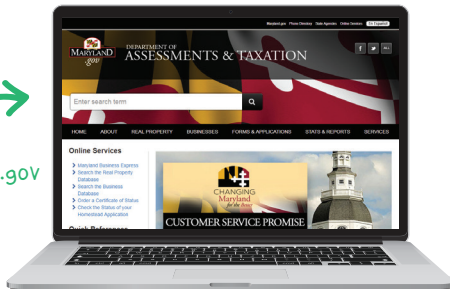 Maryland.gov Phone Directory State Agencies Online Services En Español
MARYLAND
.gov
DEPARTMENT OF
ASSESSMENTS & TAXATION
Enter search term
HOME ABOUT REAL PROPERTY BUSINESSES FORMS & APPLICATIONS STATS & REPORTS SERVICES
.gov
Online Services
Maryland Business Express
Search the Real Property
Database
Search the Business
Database
Order a Certificate of Status
Check the Status of your
Homestead Application
Quick References
CHANGING
Maryland
for the Better
CUSTOMER SERVICE PROMISE